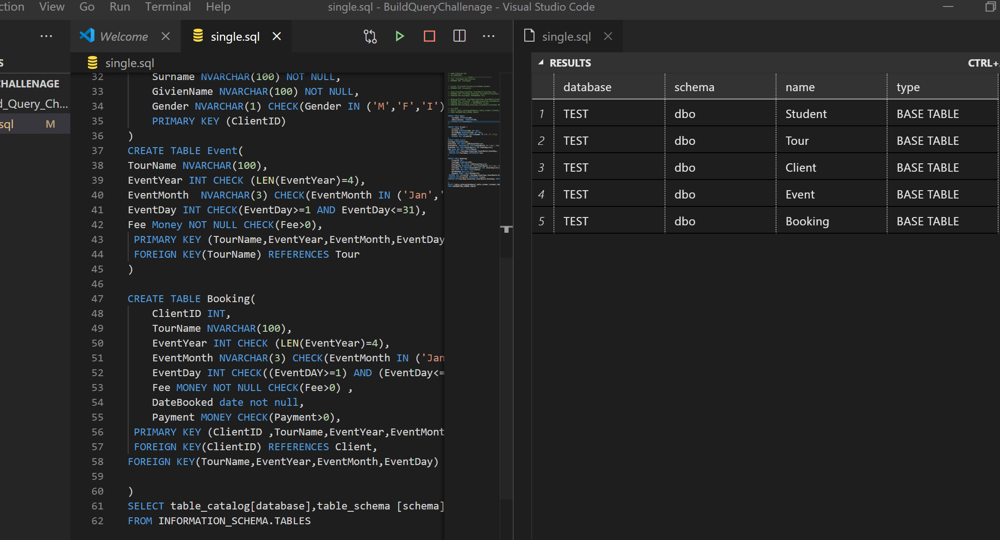 ction View Go Run Terminal Help single.sql - BuildQueryChallenage - Visual Studio Code
Welcome single.sql
single.sql
s
single.sql
CHALLENAGE
d_Query_Ch...
sql M
32 Surname NVARCHAR(100) NOT NULL,
33 GivienName NVARCHAR(100) NOT NULL,
34 Gender NVARCHAR(1) CHECK(Gender IN ('M','F','I')
35 PRIMARY KEY (ClientID)
36 )
37 CREATE TABLE Event(
38 TourName NVARCHAR(100),
39 EventYear INT CHECK (LEN(EventYear)=4),
40 EventMonth  NVARCHAR(3) CHECK(EventMonth IN ('Jan','
41 EventDay INT CHECK(EventDay>=1 AND EventDay<=31),
42 Fee Money NOT NULL CHECK(Fee>0),
43 PRIMARY KEY (TourName,EventYear,EventMonth,EventDay
44 FOREIGN KEY(TourName) REFERENCES Tour
45 )
46
47 CREATE TABLE Booking(
48 ClientID INT,
49 TourName NVARCHAR(100),
50 EventYear INT CHECK (LEN(EventYear)=4),
51 EventMonth NVARCHAR(3) CHECK(EventMonth IN ('Jan
52 EventDay INT CHECK((EventDAY>=1) AND (EventDay<=
53 Fee MONEY NOT NULL CHECK(Fee>0) ,
54 DateBooked date not null,
55 Payment MONEY CHECK(Payment>0),
56 PRIMARY KEY (ClientID ,TourName,EventYear,EventMont
57 FOREIGN KEY(ClientID) REFERENCES Client,
58 FOREIGN KEY(TourName,EventYear,EventMonth,EventDay)
59
60 )
61 SELECT table_catalog[database],table_schema [schema]
62 FROM INFORMATION_SCHEMA.TABLES
RESULTS CTRL+
database schema name type
1 TEST dbo Student BASE TABLE
2 TEST dbo Tour BASE TABLE
3 TEST dbo Client BASE TABLE
4 TEST dbo Event BASE TABLE
5 TEST dbo Booking BASE TABLE